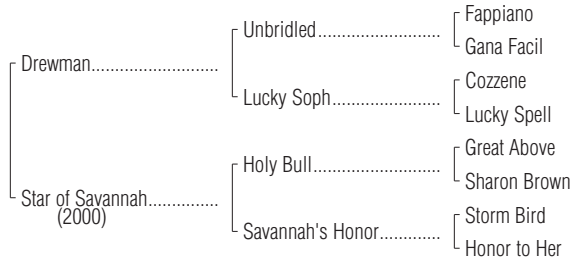 Fappiano
Unbridled
Gana Facil
Drewman
Cozzene
Lucky Soph
Lucky Spell
Great Above
Holy Bull
Sharon Brown
Star of Savannah
(2000)
Storm Bird
Savannah's Honor
Honor to Her